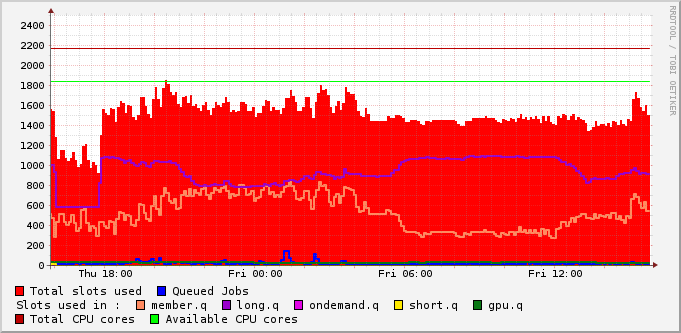 2400
2200
2000
1800
1600
1400
1200
1000
800
600
400
200
0
Thu 18:00 Fri 00:00 Fri 06:00 Fri 12:00
RRDTOOL / TOBI OETIKER
Total slots used Queued Jobs
Slots used in : member.q long.q ondemand.q short.q gpu.q
Total CPU cores Available CPU cores